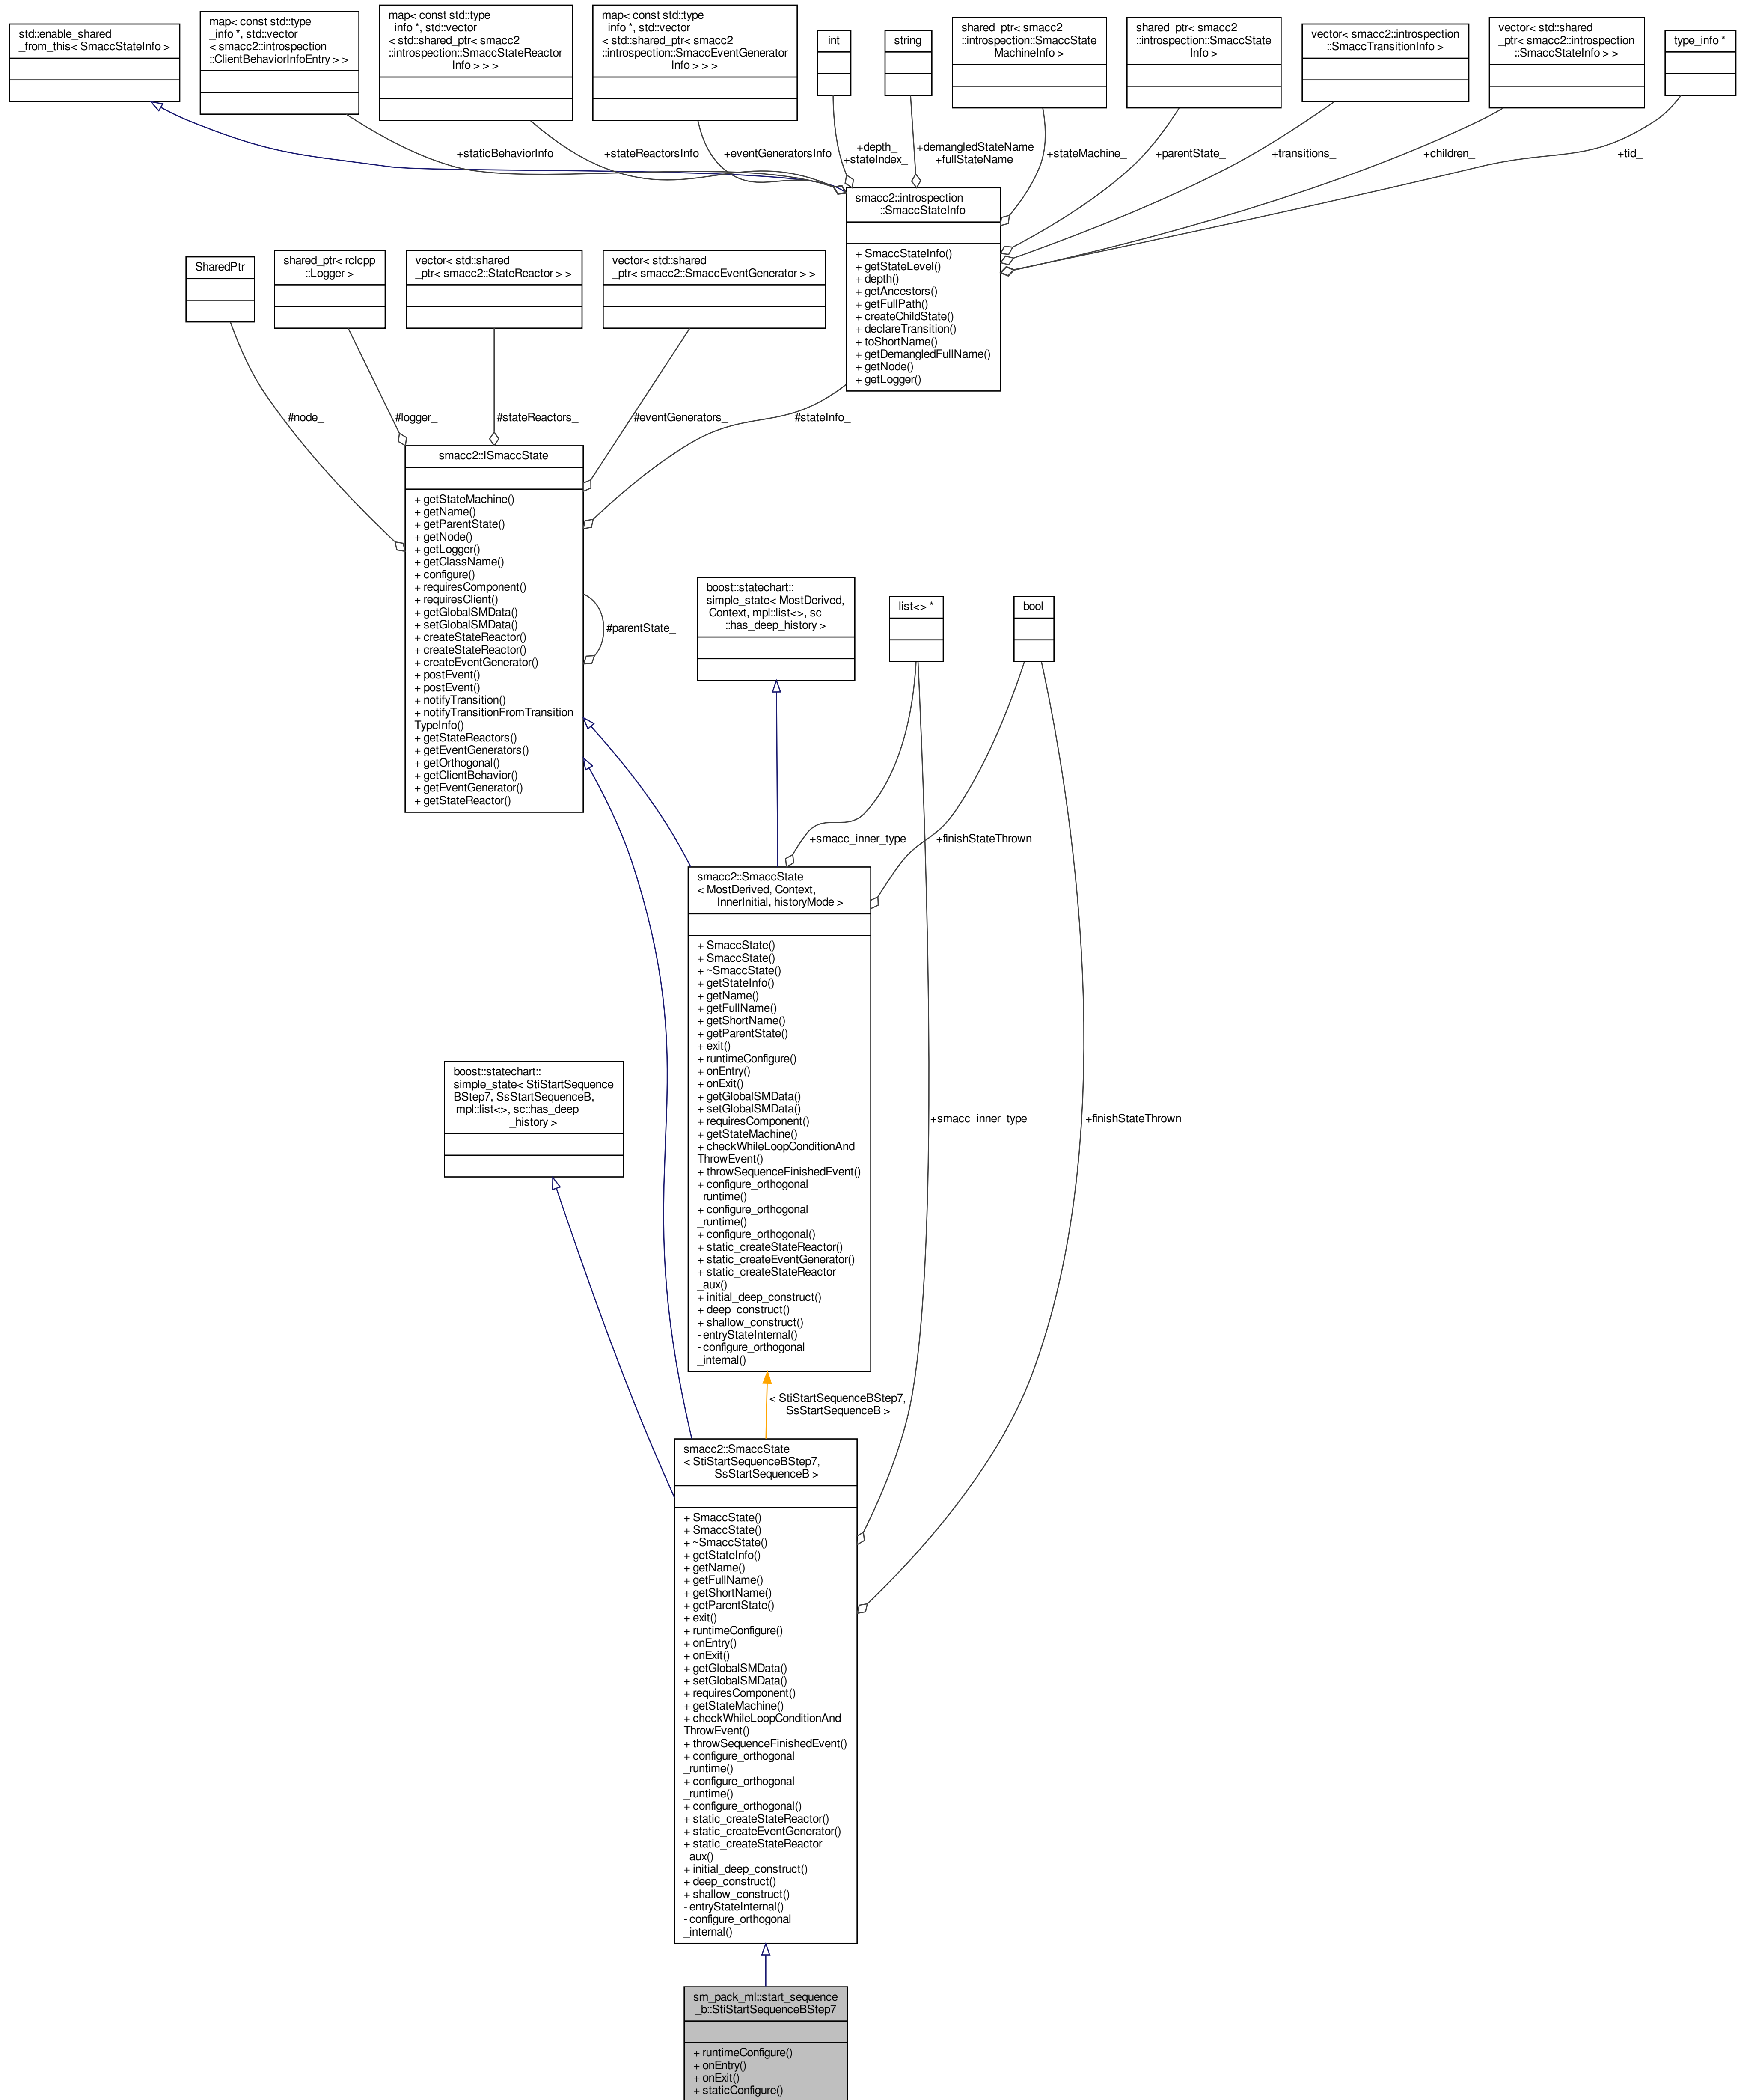 std::enable_shared
_from_this< SmaccStateInfo >
map< const std::type
_info *, std::vector
< smacc2::introspection
::ClientBehaviorInfoEntry > >
map< const std::type
_info *, std::vector
< std::shared_ptr< smacc2
::introspection::SmaccStateReactor
Info > > >
map< const std::type
_info *, std::vector
< std::shared_ptr< smacc2
::introspection::SmaccEventGenerator
Info > > >
int
string
shared_ptr< smacc2
::introspection::SmaccState
MachineInfo >
shared_ptr< smacc2
::introspection::SmaccState
Info >
vector< smacc2::introspection
::SmaccTransitionInfo >
vector< std::shared
_ptr< smacc2::introspection
::SmaccStateInfo > >
type_info *
+staticBehaviorInfo
+stateReactorsInfo
+eventGeneratorsInfo
+depth_
+stateIndex_
+demangledStateName
+fullStateName
+stateMachine_
+parentState_
+transitions_
+children_
+tid_
smacc2::introspection
::SmaccStateInfo
+ SmaccStateInfo()
+ getStateLevel()
+ depth()
+ getAncestors()
+ getFullPath()
+ createChildState()
+ declareTransition()
+ toShortName()
+ getDemangledFullName()
+ getNode()
+ getLogger()
SharedPtr
shared_ptr< rclcpp
::Logger >
vector< std::shared
_ptr< smacc2::StateReactor > >
vector< std::shared
_ptr< smacc2::SmaccEventGenerator > >
#node_
#logger_
#stateReactors_
#eventGenerators_
#stateInfo_
smacc2::ISmaccState
+ getStateMachine()
+ getName()
+ getParentState()
+ getNode()
+ getLogger()
+ getClassName()
+ configure()
+ requiresComponent()
+ requiresClient()
+ getGlobalSMData()
+ setGlobalSMData()
+ createStateReactor()
+ createStateReactor()
+ createEventGenerator()
+ postEvent()
+ postEvent()
+ notifyTransition()
+ notifyTransitionFromTransition
TypeInfo()
+ getStateReactors()
+ getEventGenerators()
+ getOrthogonal()
+ getClientBehavior()
+ getEventGenerator()
+ getStateReactor()
#parentState_
boost::statechart::
simple_state< MostDerived,
Context, mpl::list<>, sc
::has_deep_history >
list<> *
bool
+smacc_inner_type
+finishStateThrown
smacc2::SmaccState
< MostDerived, Context,
InnerInitial, historyMode >
+ SmaccState()
+ SmaccState()
+ ~SmaccState()
+ getStateInfo()
+ getName()
+ getFullName()
+ getShortName()
+ getParentState()
+ exit()
+ runtimeConfigure()
+ onEntry()
+ onExit()
+ getGlobalSMData()
+ setGlobalSMData()
+ requiresComponent()
+ getStateMachine()
+ checkWhileLoopConditionAnd
ThrowEvent()
+ throwSequenceFinishedEvent()
+ configure_orthogonal
_runtime()
+ configure_orthogonal
_runtime()
+ configure_orthogonal()
+ static_createStateReactor()
+ static_createEventGenerator()
+ static_createStateReactor
_aux()
+ initial_deep_construct()
+ deep_construct()
+ shallow_construct()
- entryStateInternal()
- configure_orthogonal
_internal()
boost::statechart::
simple_state< StiStartSequence
BStep7, SsStartSequenceB,
mpl::list<>, sc::has_deep
_history >
+smacc_inner_type
+finishStateThrown
< StiStartSequenceBStep7,
SsStartSequenceB >
smacc2::SmaccState
< StiStartSequenceBStep7,
SsStartSequenceB >
+ SmaccState()
+ SmaccState()
+ ~SmaccState()
+ getStateInfo()
+ getName()
+ getFullName()
+ getShortName()
+ getParentState()
+ exit()
+ runtimeConfigure()
+ onEntry()
+ onExit()
+ getGlobalSMData()
+ setGlobalSMData()
+ requiresComponent()
+ getStateMachine()
+ checkWhileLoopConditionAnd
ThrowEvent()
+ throwSequenceFinishedEvent()
+ configure_orthogonal
_runtime()
+ configure_orthogonal
_runtime()
+ configure_orthogonal()
+ static_createStateReactor()
+ static_createEventGenerator()
+ static_createStateReactor
_aux()
+ initial_deep_construct()
+ deep_construct()
+ shallow_construct()
- entryStateInternal()
- configure_orthogonal
_internal()
sm_pack_ml::start_sequence
_b::StiStartSequenceBStep7
+ runtimeConfigure()
+ onEntry()
+ onExit()
+ staticConfigure()